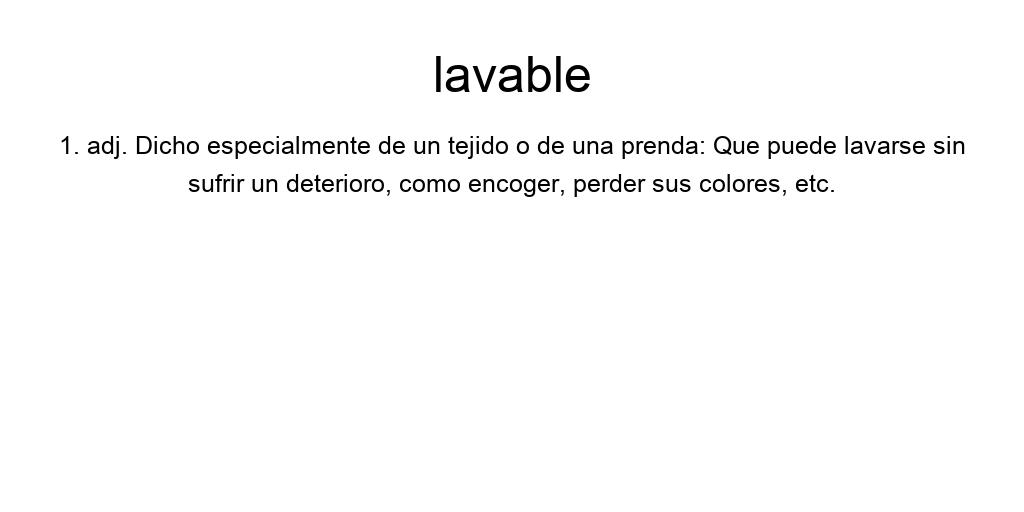 lavable
1. adj. Dicho especialmente de un tejido o de una prenda: Que puede lavarse sin
sufrir un deterioro, como encoger, perder sus colores, etc.